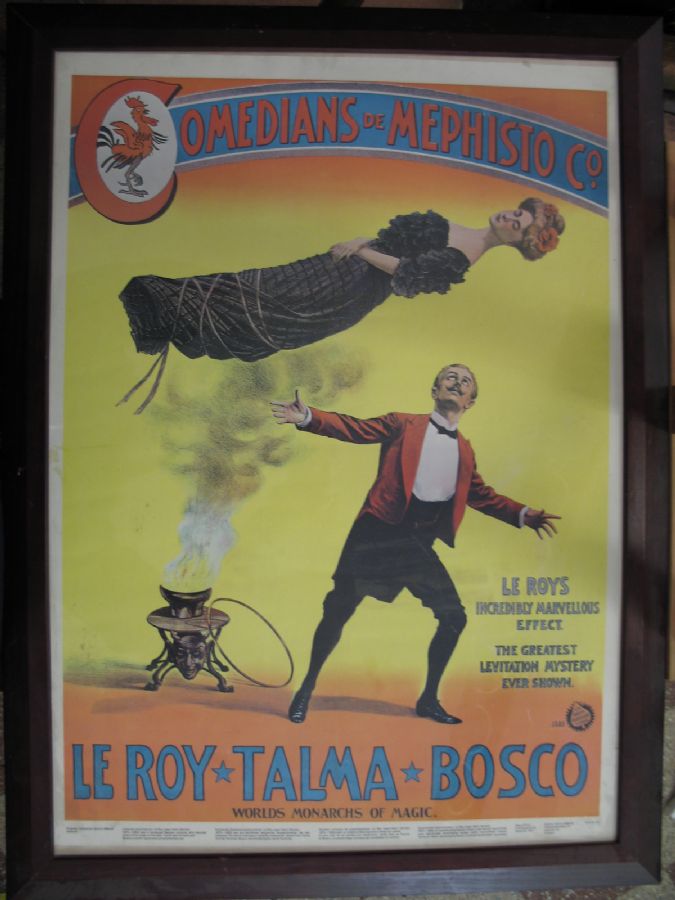 COMEDIANS DE MEPHISTO CO.
LE ROYS
INCREDIBLY MARVELLOUS
EFFECT.
THE GREATEST
LEVITATION MYSTERY
EVER SHOWN.
LE ROY ★ TALMA ★ BOSCO
WORLDS MONARCHS OF MAGIC.